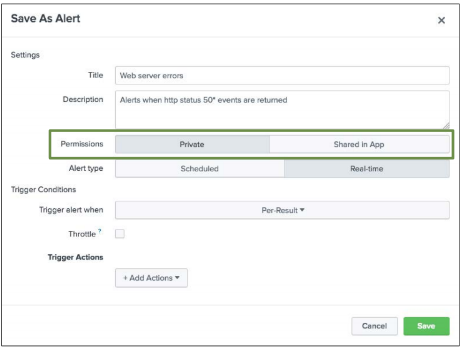 Save As Alert ×
Settings
Title Web server errors
Description Alerts when http status 50* events are returned
Permissions Private Shared in App
Alert type Scheduled Real-time
Trigger Conditions
Trigger alert when Per-Result ▾
Throttle ?
Trigger Actions
+ Add Actions ▾
Cancel Save